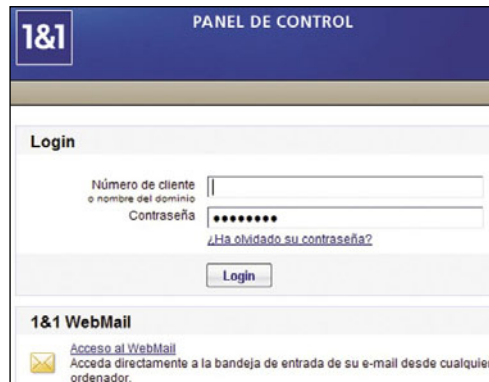 1&1
PANEL DE CONTROL
Login
Número de cliente
o nombre del dominio
Contraseña
••••••••
¿Ha olvidado su contraseña?
Login
1&1 WebMail
Acceso al WebMail
Acceda directamente a la bandeja de entrada de su e-mail desde cualquier
ordenador.